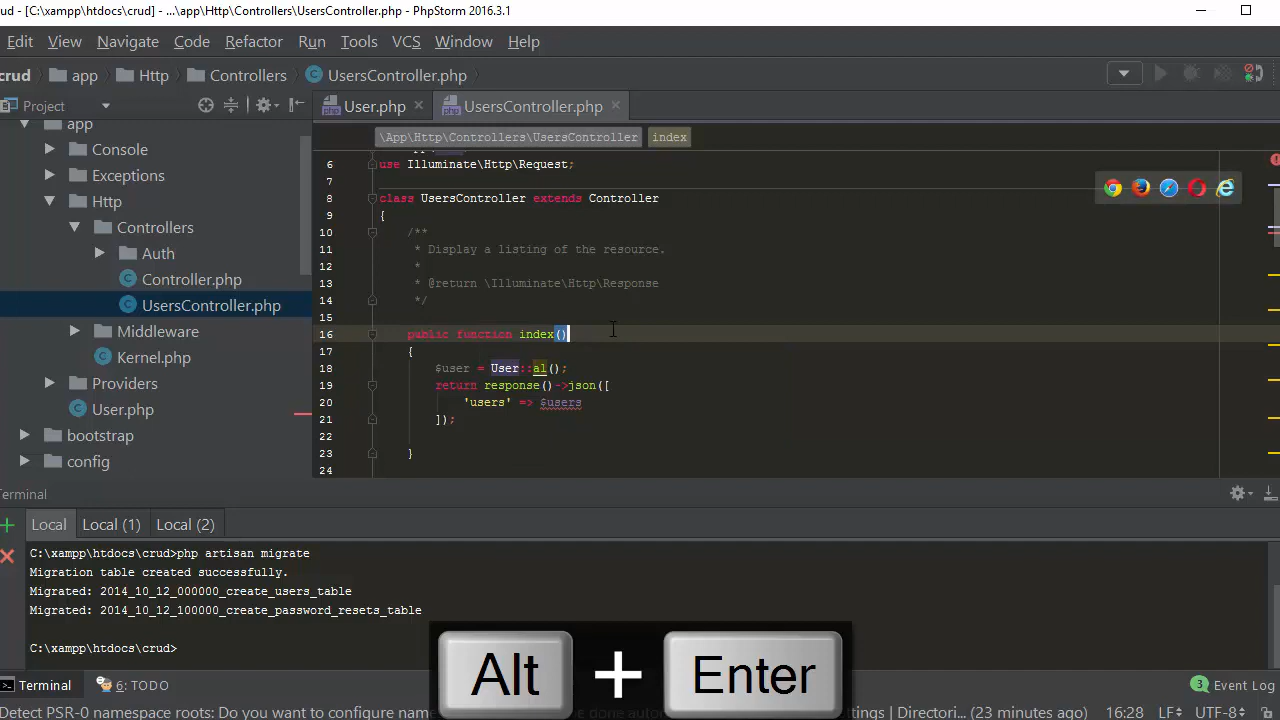 ud - [C:\xampp\htdocs\crud] - ...\app\Http\Controllers\UsersController.php - PhpStorm 2016.3.1
Edit View Navigate Code Refactor Run Tools VCS Window Help
crud app Http Controllers UsersController.php
Project
User.php UsersController.php
\App\Http\Controllers\UsersController index
app
Console
Exceptions
Http
Controllers
Auth
Controller.php
UsersController.php
Middleware
Kernel.php
Providers
User.php
bootstrap
config
6 use Illuminate\Http\Request;
7
8 class UsersController extends Controller
9 {
10 /**
11 * Display a listing of the resource.
12 *
13 * @return \Illuminate\Http\Response
14 */
15
16 public function index()
17 {
18 $user = User::al();
19 return response()->json([
20 'users' => $users
21 ]);
22
23 }
24
Terminal
Local Local (1) Local (2)
C:\xampp\htdocs\crud>php artisan migrate
Migration table created successfully.
Migrated: 2014_10_12_000000_create_users_table
Migrated: 2014_10_12_100000_create_password_resets_table
C:\xampp\htdocs\crud>
Alt + Enter
Terminal 6: TODO 3 Event Log
Detect PSR-0 namespace roots: Do you want to configure name
done auto
ttings | Directori... (23 minutes ago) 16:28 LF UTF-8